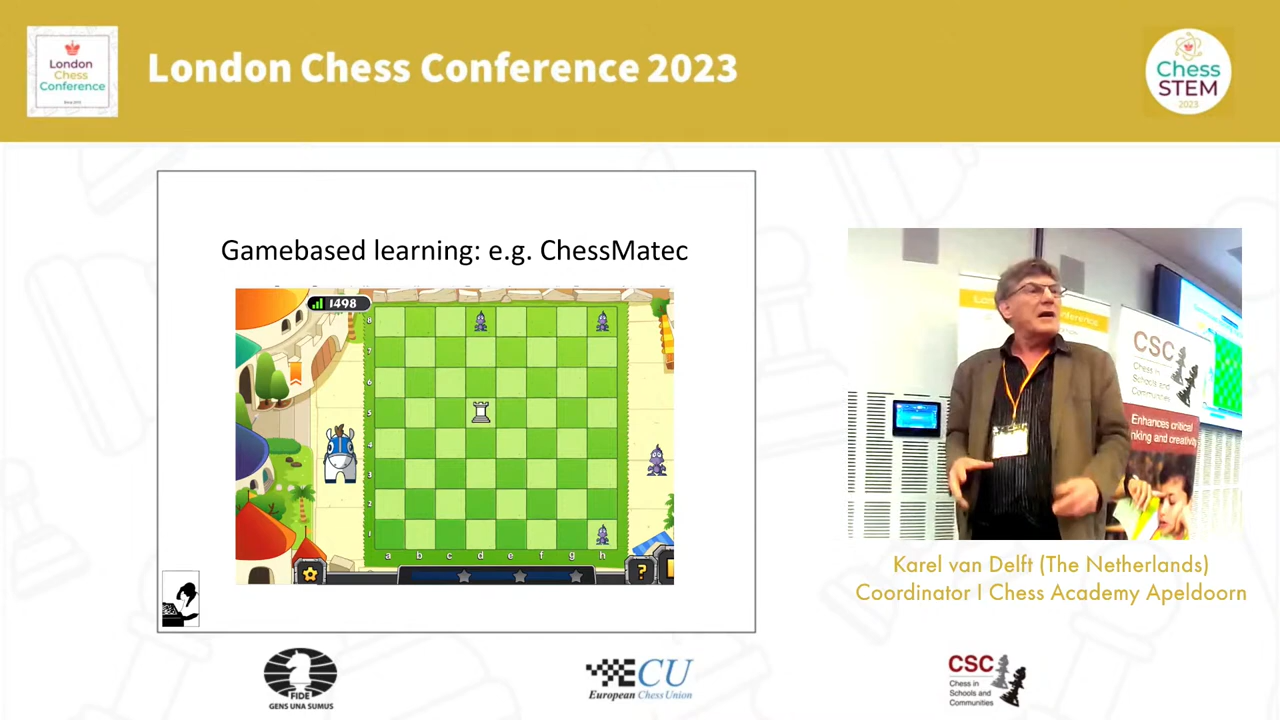 London
Chess
Conference
London Chess Conference 2023
Chess
STEM
2023
Gamebased learning: e.g. ChessMatec
1498
8
7
6
5
4
3
2
1
a b c d e f g h
?
CSC
Chess in
Schools and
Communities
Enhances critical
nking and creativity
Karel van Delft (The Netherlands)
Coordinator I Chess Academy Apeldoorn
FIDE
GENS UNA SUMUS
ECU
European Chess Union
CSC
Chess in
Schools and
Communities